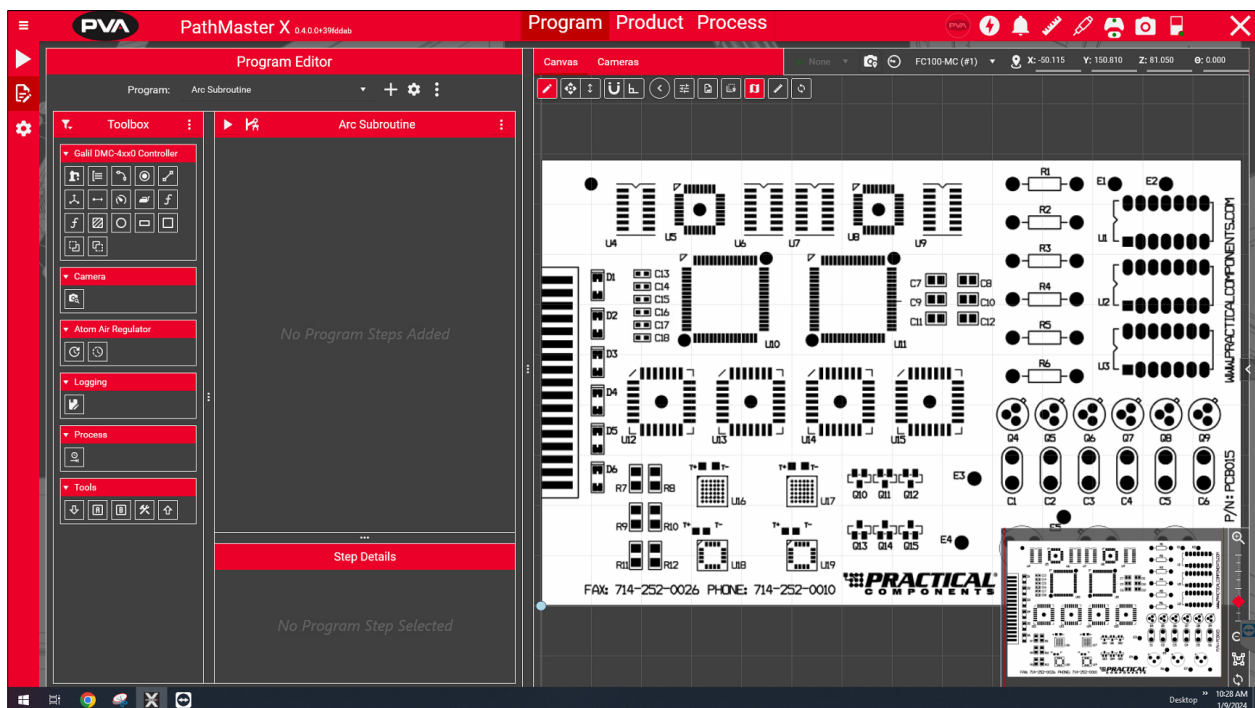 PVA PathMaster X 0.4.0.0+39fddab Program Product Process
Program Editor
Program: Arc Subroutine
Toolbox
Arc Subroutine
Galil DMC-4xx0 Controller
Camera
Atom Air Regulator
Logging
Process
Tools
No Program Steps Added
Step Details
No Program Step Selected
Canvas Cameras None FC100-MC (#1) X: -50.115 Y: 150.810 Z: 81.050 θ: 0.000
R1 E1 E2
U4 U5 U6 U7 U8 U9 R2 U1
D1 C13 R3
C14 C7 C8
C15 R4 U2
D2 C16 C9 C10
C17 C11 C12 R5
C18 U10 U11
D3 R6 U3
D4
U12 U13 U14 U15
D5 Q4 Q5 Q6 Q7 Q8 Q9
D6 T+ T- T+ T-
R7 R8 U16 U17 Q10 Q11 Q12 E3
C1 C2 C3 C4 C5 C6
R9 R10 T+ T- T+ T- E5
Q13 Q14 Q15 E4
R11 R12 U18 U19
FAX: 714-252-0026 PHONE: 714-252-0010 PRACTICAL
COMPONENTS
WWW.PRACTICALCOMPONENTS.COM
P/N: PCB015
Desktop
10:28 AM
1/9/2024